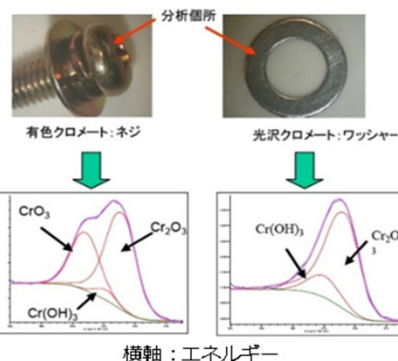 分析個所
有色クロメート:ネジ
光沢クロメート:ワッシャー
CrO3
Cr2O3
Cr(OH)3
Cr(OH)3
Cr2O
3
横軸:エネルギー